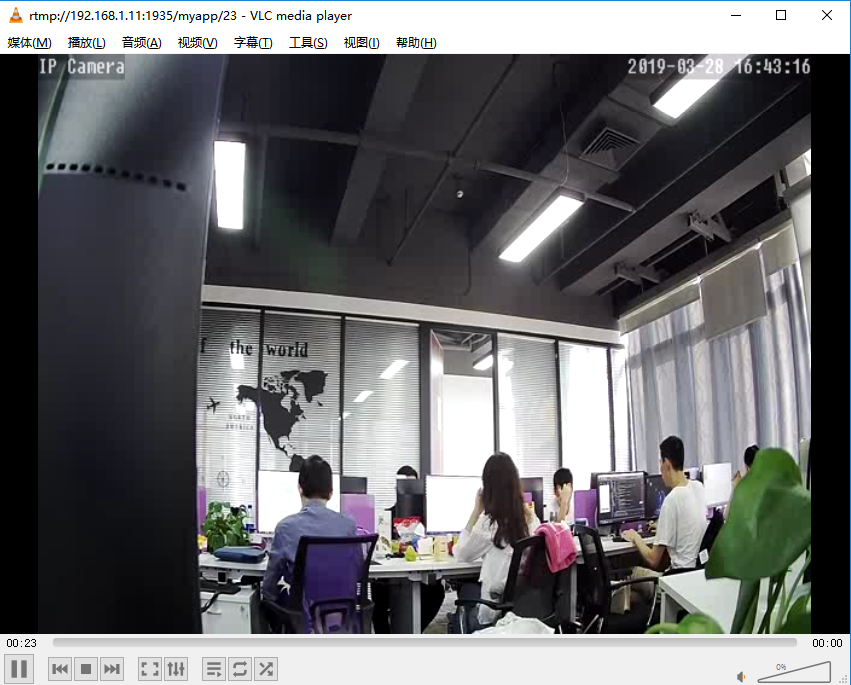 rtmp://192.168.1.11:1935/myapp/23 - VLC media player
媒体(M) 播放(L) 音频(A) 视频(V) 字幕(T) 工具(S) 视图(I) 帮助(H)
IP Camera 2019-03-28 16:43:16
f the world
NORTH
AMERICA
00:23 00:00
0%